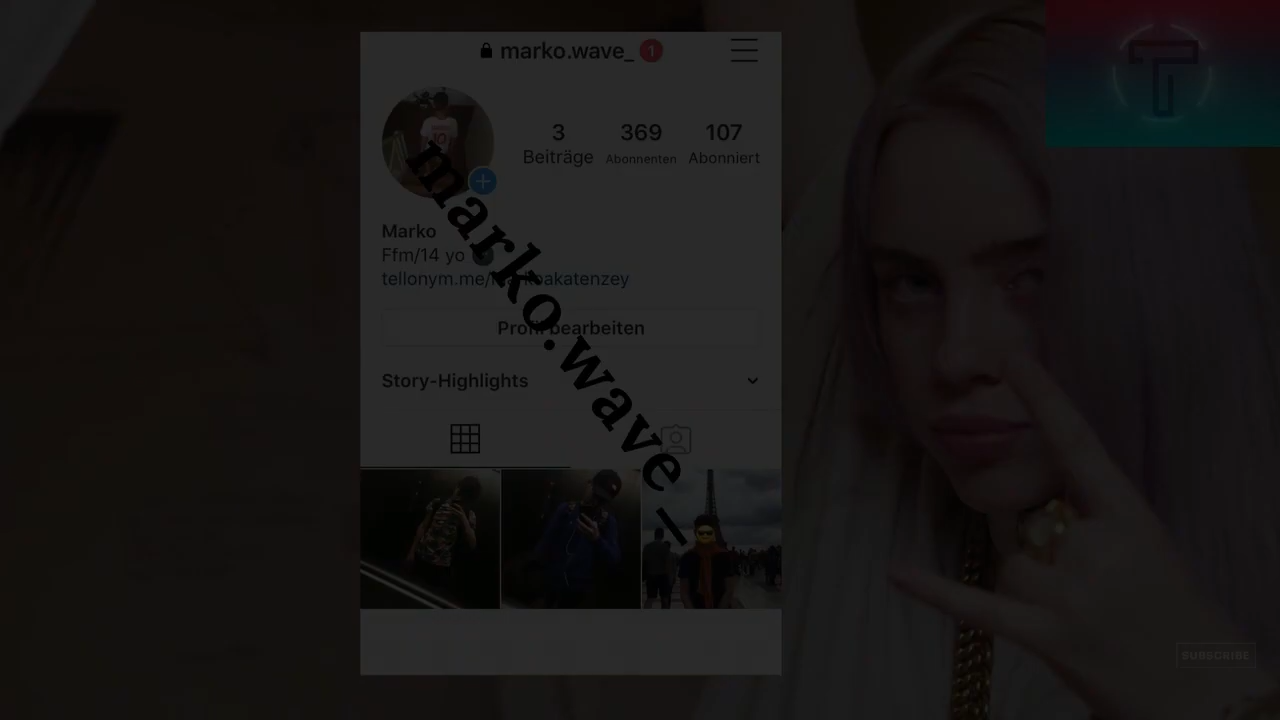 marko.wave_ 1
3 369 107
Beiträge Abonnenten Abonniert
Marko
Ffm/14 yo
tellonym.me/
akatenzey
Profil bearbeiten
Story-Highlights
marko.wave_
SUBSCRIBE